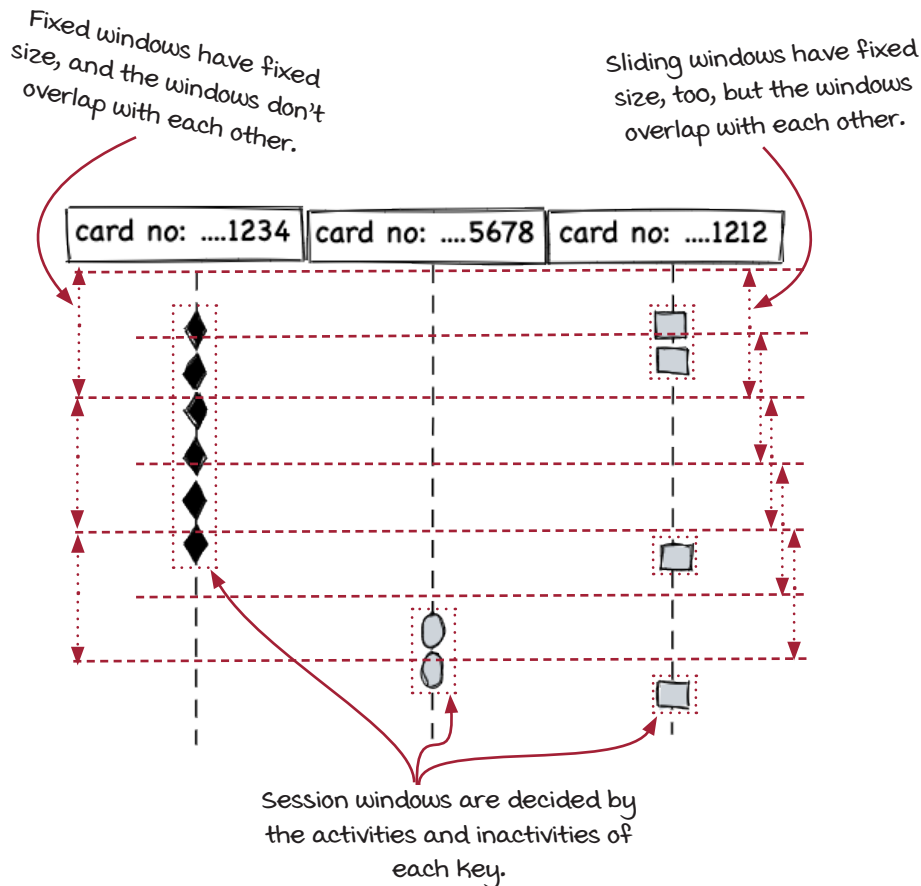 Fixed windows have fixed
size, and the windows don't
overlap with each other.
Sliding windows have fixed
size, too, but the windows
overlap with each other.
card no: ....1234
card no: ....5678
card no: ....1212
Session windows are decided by
the activities and inactivities of
each key.